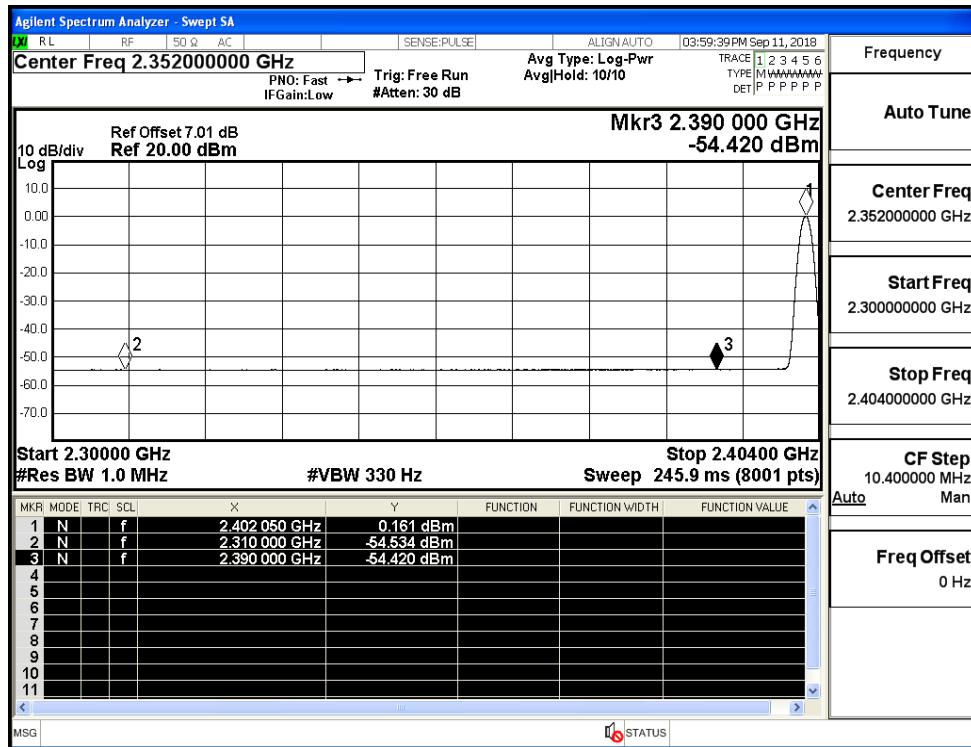 Agilent Spectrum Analyzer - Swept SA
LXI RL RF 50 Ω AC SENSE:PULSE ALIGN AUTO 03:59:39 PM Sep 11, 2018
Center Freq 2.352000000 GHz
PNO: Fast
IFGain:Low
Trig: Free Run
#Atten: 30 dB
Avg Type: Log-Pwr
Avg|Hold: 10/10
TRACE 1 2 3 4 5 6
TYPE M
DET P P P P P P
Ref Offset 7.01 dB
10 dB/div Ref 20.00 dBm
Log
Mkr3 2.390 000 GHz
-54.420 dBm
10.0
0.00
-10.0
-20.0
-30.0
-40.0
-50.0
-60.0
-70.0
1
2
3
Start 2.30000 GHz Stop 2.40400 GHz
#Res BW 1.0 MHz #VBW 330 Hz Sweep 245.9 ms (8001 pts)
MKR MODE TRC SCL X Y FUNCTION FUNCTION WIDTH FUNCTION VALUE
1 N f 2.402 050 GHz 0.161 dBm
2 N f 2.310 000 GHz -54.534 dBm
3 N f 2.390 000 GHz -54.420 dBm
4
5
6
7
8
9
10
11
MSG STATUS
Frequency
Auto Tune
Center Freq
2.352000000 GHz
Start Freq
2.300000000 GHz
Stop Freq
2.404000000 GHz
CF Step
10.400000 MHz
Auto Man
Freq Offset
0 Hz